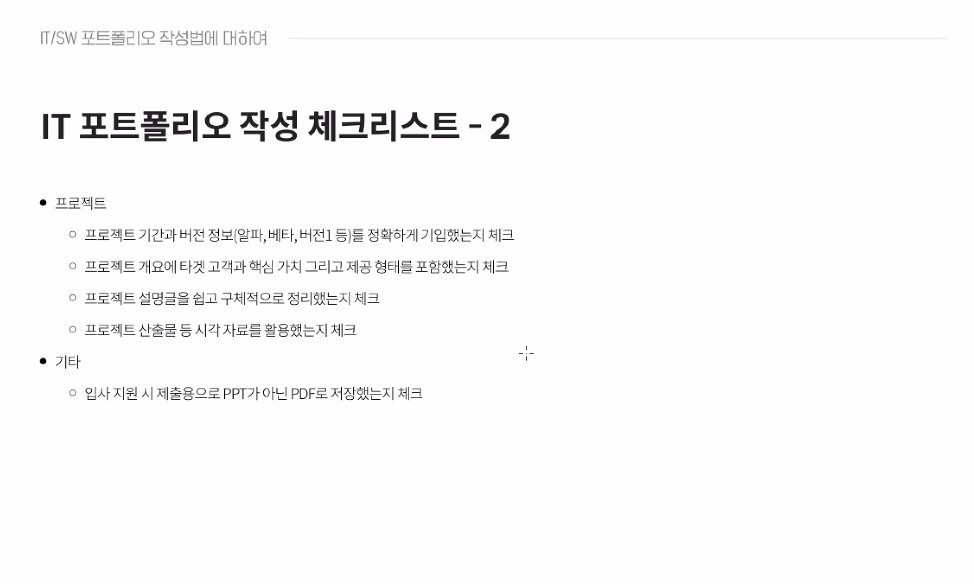 IT/SW 포트폴리오 작성법에 대하여
IT 포트폴리오 작성 체크리스트 - 2
프로젝트
프로젝트 기간과 버전 정보(알파, 베타, 버전1 등)를 정확하게 기입했는지 체크
프로젝트 개요에 타겟 고객과 핵심 가치 그리고 제공 형태를 포함했는지 체크
프로젝트 설명글을 쉽고 구체적으로 정리했는지 체크
프로젝트 산출물 등 시각 자료를 활용했는지 체크
기타
입사 지원 시 제출용으로 PPT가 아닌 PDF로 저장했는지 체크